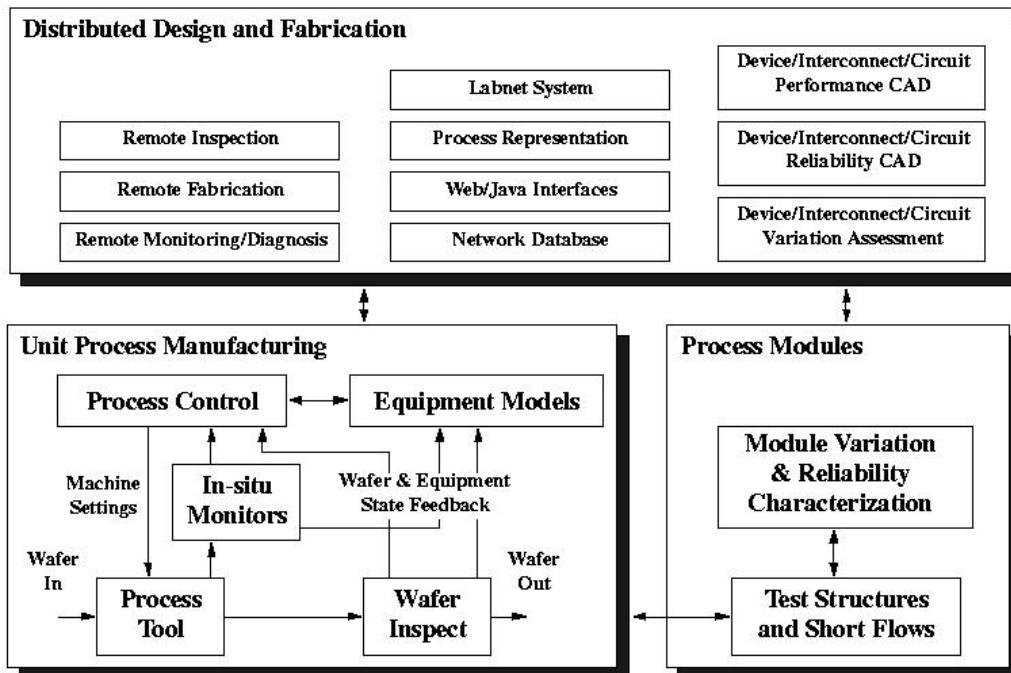 Distributed Design and Fabrication
Remote Inspection
Remote Fabrication
Remote Monitoring/Diagnosis
Labnet System
Process Representation
Web/Java Interfaces
Network Database
Device/Interconnect/Circuit
Performance CAD
Device/Interconnect/Circuit
Reliability CAD
Device/Interconnect/Circuit
Variation Assessment
Unit Process Manufacturing
Process Control
Equipment Models
Machine
Settings
In-situ
Monitors
Wafer & Equipment
State Feedback
Wafer
In
Process
Tool
Wafer
Inspect
Wafer
Out
Process Modules
Module Variation
& Reliability
Characterization
Test Structures
and Short Flows